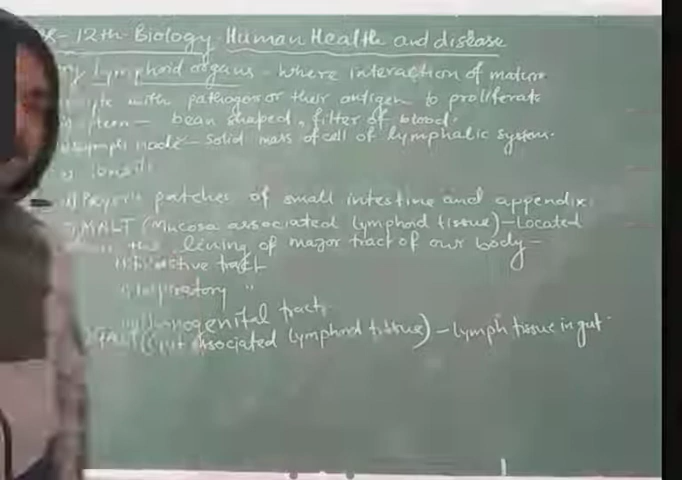 12th-Biology Human Health and disease
Lymphoid organs - where interaction of mature
with pathogen or their antigen to proliferate
bean shaped, filter of blood.
node - solid mass of cell of lymphatic system.
patches of small intestine and appendix.
MALT (Mucosa associated lymphoid tissue) - Located
the lining of major tract of our body -
tract
"
genital tract
associated lymphoid tissue) - lymph tissue in gut.